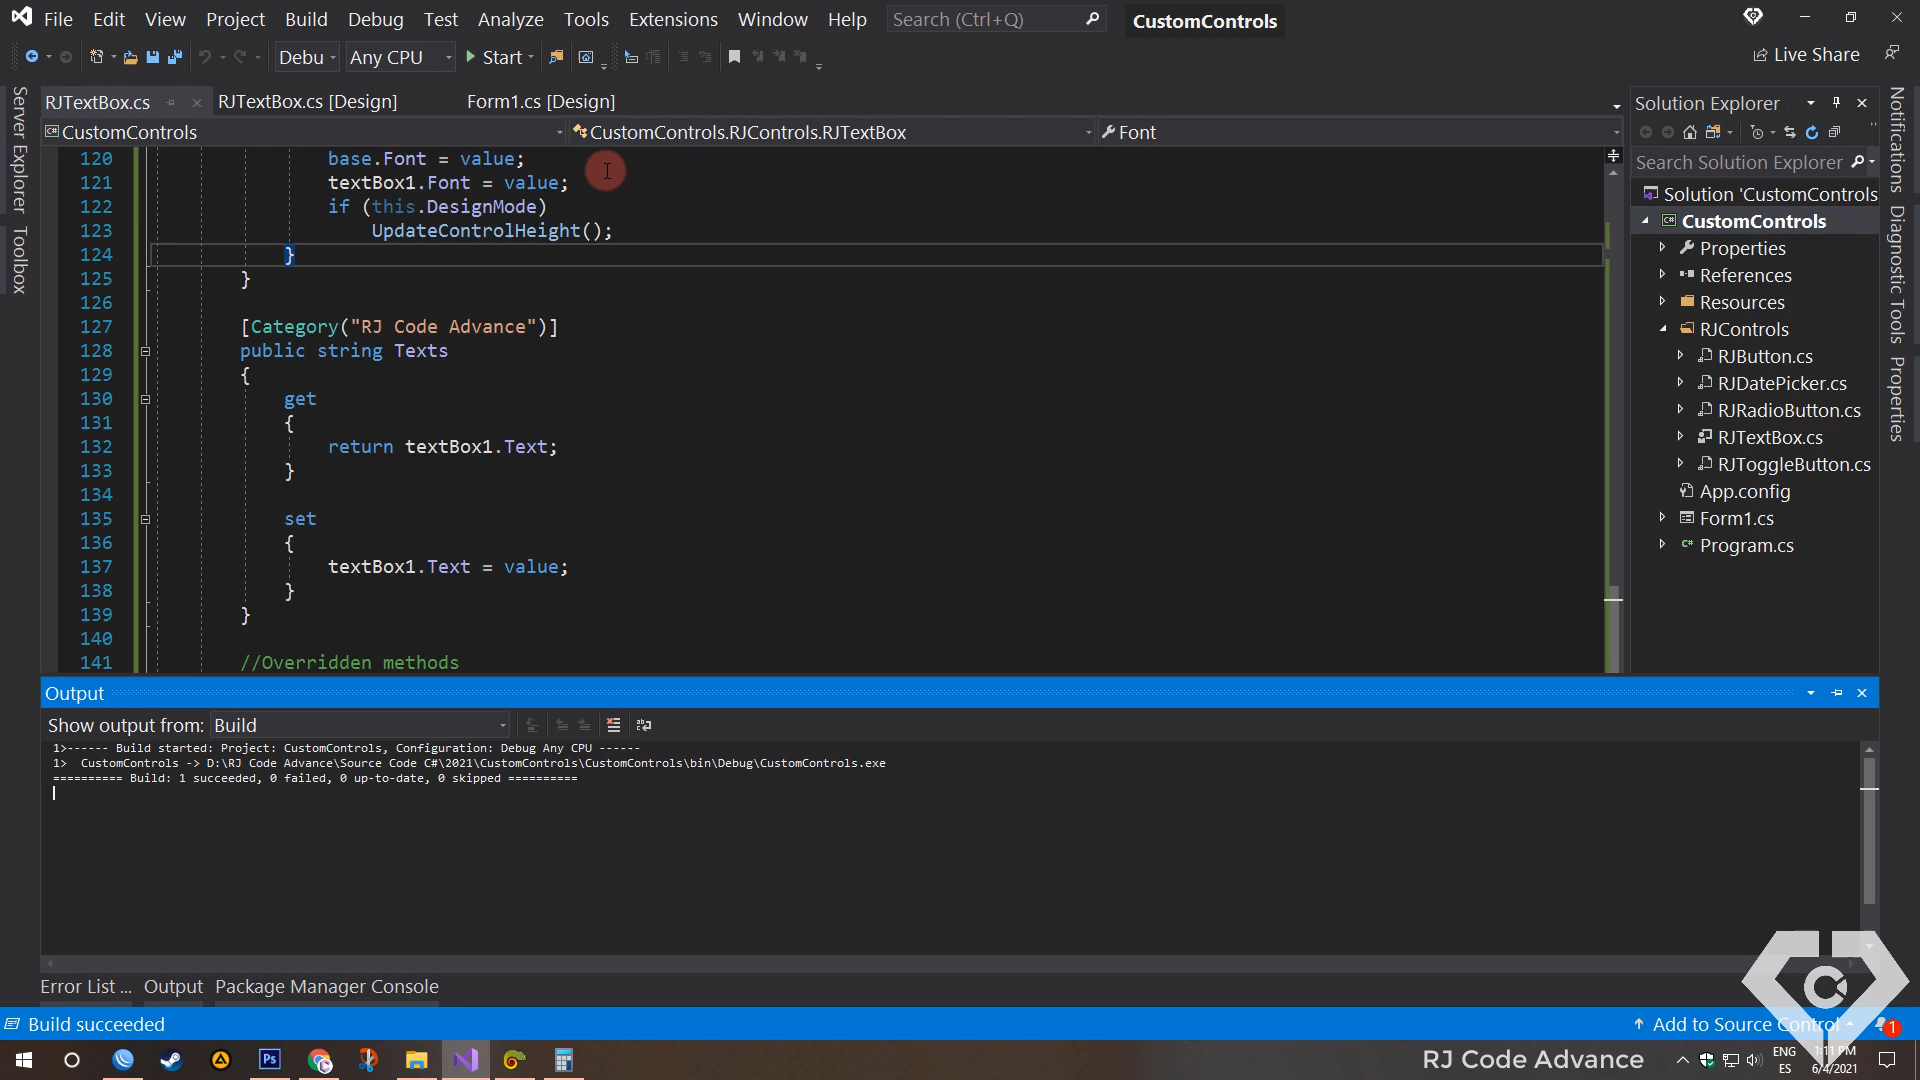 File Edit View Project Build Debug Test Analyze Tools Extensions Window Help Search (Ctrl+Q) CustomControls
Debu Any CPU Start Live Share
RJTextBox.cs RJTextBox.cs [Design] Form1.cs [Design]
CustomControls CustomControls.RJControls.RJTextBox Font
120 base.Font = value;
121 textBox1.Font = value;
122 if (this.DesignMode)
123 UpdateControlHeight();
124 }
125 }
126
127 [Category("RJ Code Advance")]
128 public string Texts
129 {
130 get
131 {
132 return textBox1.Text;
133 }
134
135 set
136 {
137 textBox1.Text = value;
138 }
139 }
140
141 //Overridden methods
Server Explorer
Toolbox
Solution Explorer
Search Solution Explorer
Solution 'CustomControls
CustomControls
Properties
References
Resources
RJControls
RJButton.cs
RJDatePicker.cs
RJRadioButton.cs
RJTextBox.cs
RJToggleButton.cs
App.config
Form1.cs
Program.cs
Notifications
Diagnostic Tools
Properties
Output
Show output from: Build
1>------ Build started: Project: CustomControls, Configuration: Debug Any CPU ------
1> CustomControls -> D:\RJ Code Advance\Source Code C#\2021\CustomControls\CustomControls\bin\Debug\CustomControls.exe
========== Build: 1 succeeded, 0 failed, 0 up-to-date, 0 skipped ==========
Error List ... Output Package Manager Console
Build succeeded Add to Source Control 1
Ps RJ Code Advance ENG 1:11 PM
ES 6/4/2021